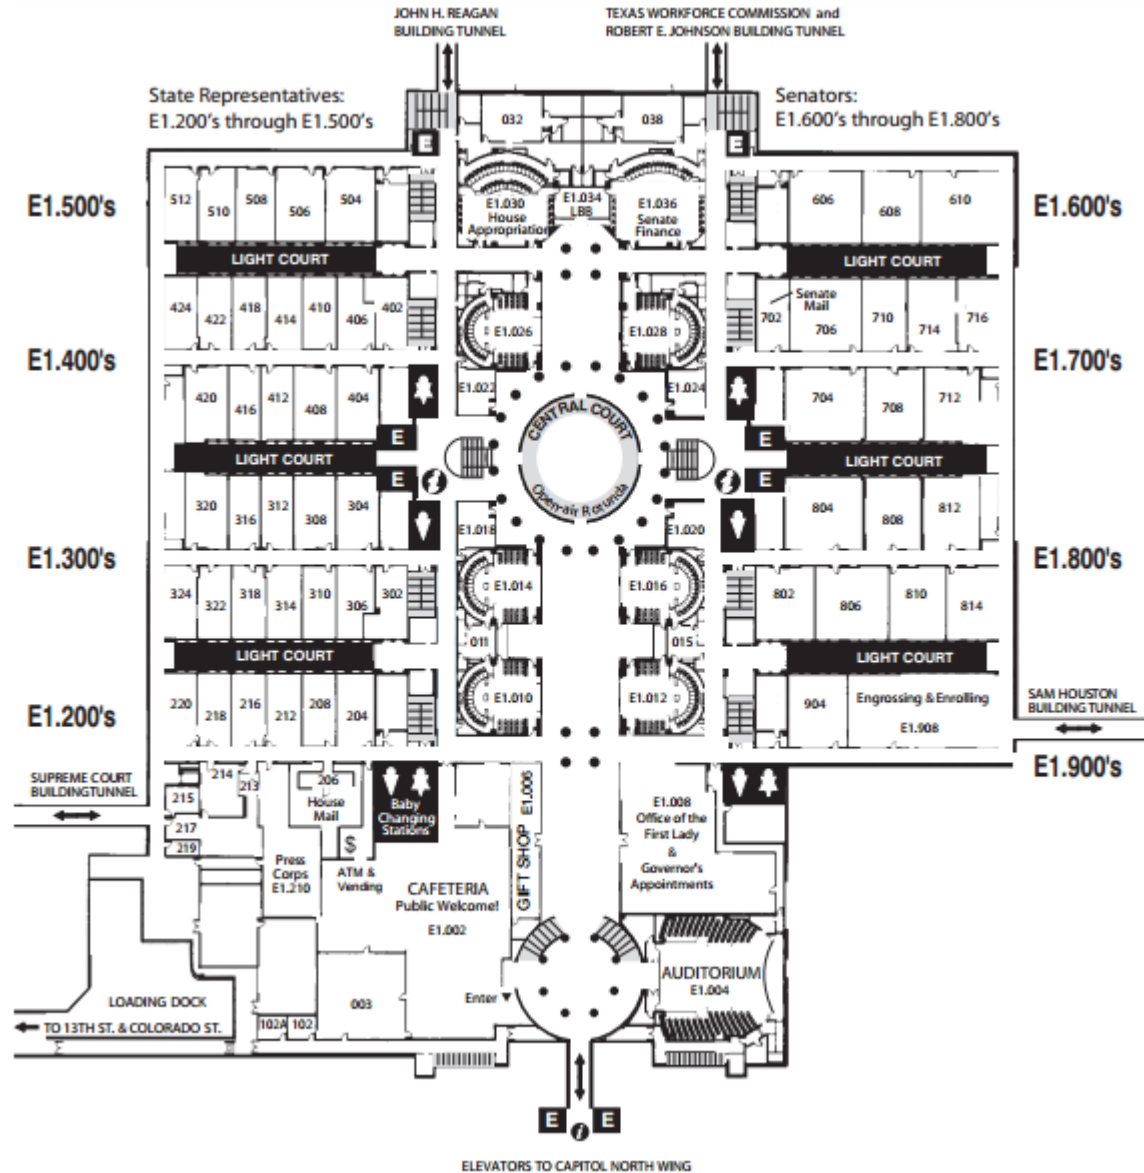 JOHN H. REAGAN
BUILDING TUNNEL
TEXAS WORKFORCE COMMISSION and
ROBERT E. JOHNSON BUILDING TUNNEL
State Representatives:
E1.200's through E1.500's
Senators:
E1.600's through E1.800's
032
038
E
E
E1.500's
512
510
508
506
504
E1.030
House
Appropriation
E1.034
LBB
E1.036
Senate
Finance
606
608
610
E1.600's
LIGHT COURT
LIGHT COURT
424
422
418
414
410
406
402
E1.026
E1.028
702
Senate
Mail
706
710
714
716
E1.400's
E1.700's
E1.022
E1.024
420
416
412
408
404
704
708
712
CENTRAL COURT
Open-air Rotunda
E
E
LIGHT COURT
LIGHT COURT
E
E
i
i
320
316
312
308
304
E1.018
E1.020
804
808
812
E1.300's
E1.800's
324
322
318
314
310
306
302
E1.014
E1.016
802
806
810
814
011
015
LIGHT COURT
LIGHT COURT
220
218
216
212
208
204
E1.010
E1.012
904
Engrossing & Enrolling
E1.908
SAM HOUSTON
BUILDING TUNNEL
E1.200's
E1.900's
SUPREME COURT
BUILDINGTUNNEL
214
213
215
217
219
206
House
Mail
$
Baby
Changing
Stations
E1.006
GIFT SHOP
E1.008
Office of the
First Lady
&
Governor's
Appointments
Press
Corps
E1.210
ATM &
Vending
CAFETERIA
Public Welcome!
E1.002
AUDITORIUM
E1.004
LOADING DOCK
TO 13TH ST. & COLORADO ST.
003
Enter
102A
102
E
E
i
ELEVATORS TO CAPITOL NORTH WING